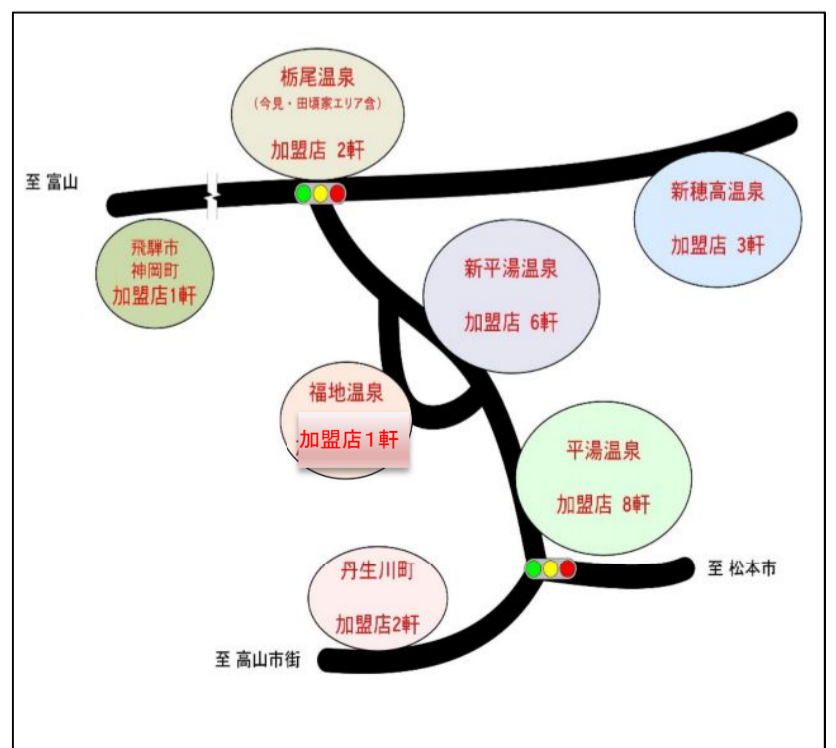 栃尾温泉
(今見・田頃家エリア含)
加盟店 2軒
至 富山
新穂高温泉
加盟店 3軒
飛騨市
神岡町
加盟店1軒
新平湯温泉
加盟店 6軒
福地温泉
加盟店１軒
平湯温泉
加盟店 8軒
至 松本市
丹生川町
加盟店2軒
至 高山市街